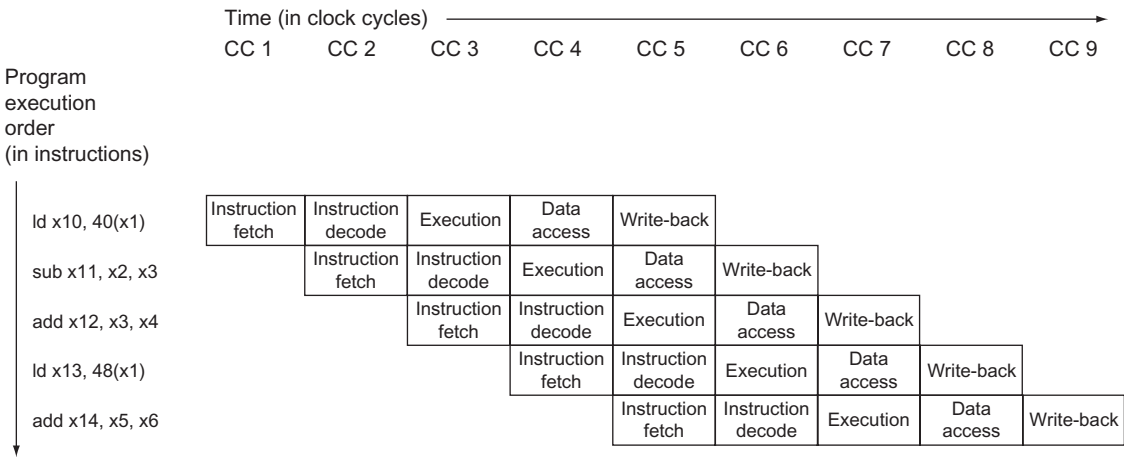 Time (in clock cycles)
CC 1 CC 2 CC 3 CC 4 CC 5 CC 6 CC 7 CC 8 CC 9
Program
execution
order
(in instructions)
ld x10, 40(x1)
Instruction fetch Instruction decode Execution Data access Write-back
sub x11, x2, x3
Instruction fetch Instruction decode Execution Data access Write-back
add x12, x3, x4
Instruction fetch Instruction decode Execution Data access Write-back
ld x13, 48(x1)
Instruction fetch Instruction decode Execution Data access Write-back
add x14, x5, x6
Instruction fetch Instruction decode Execution Data access Write-back